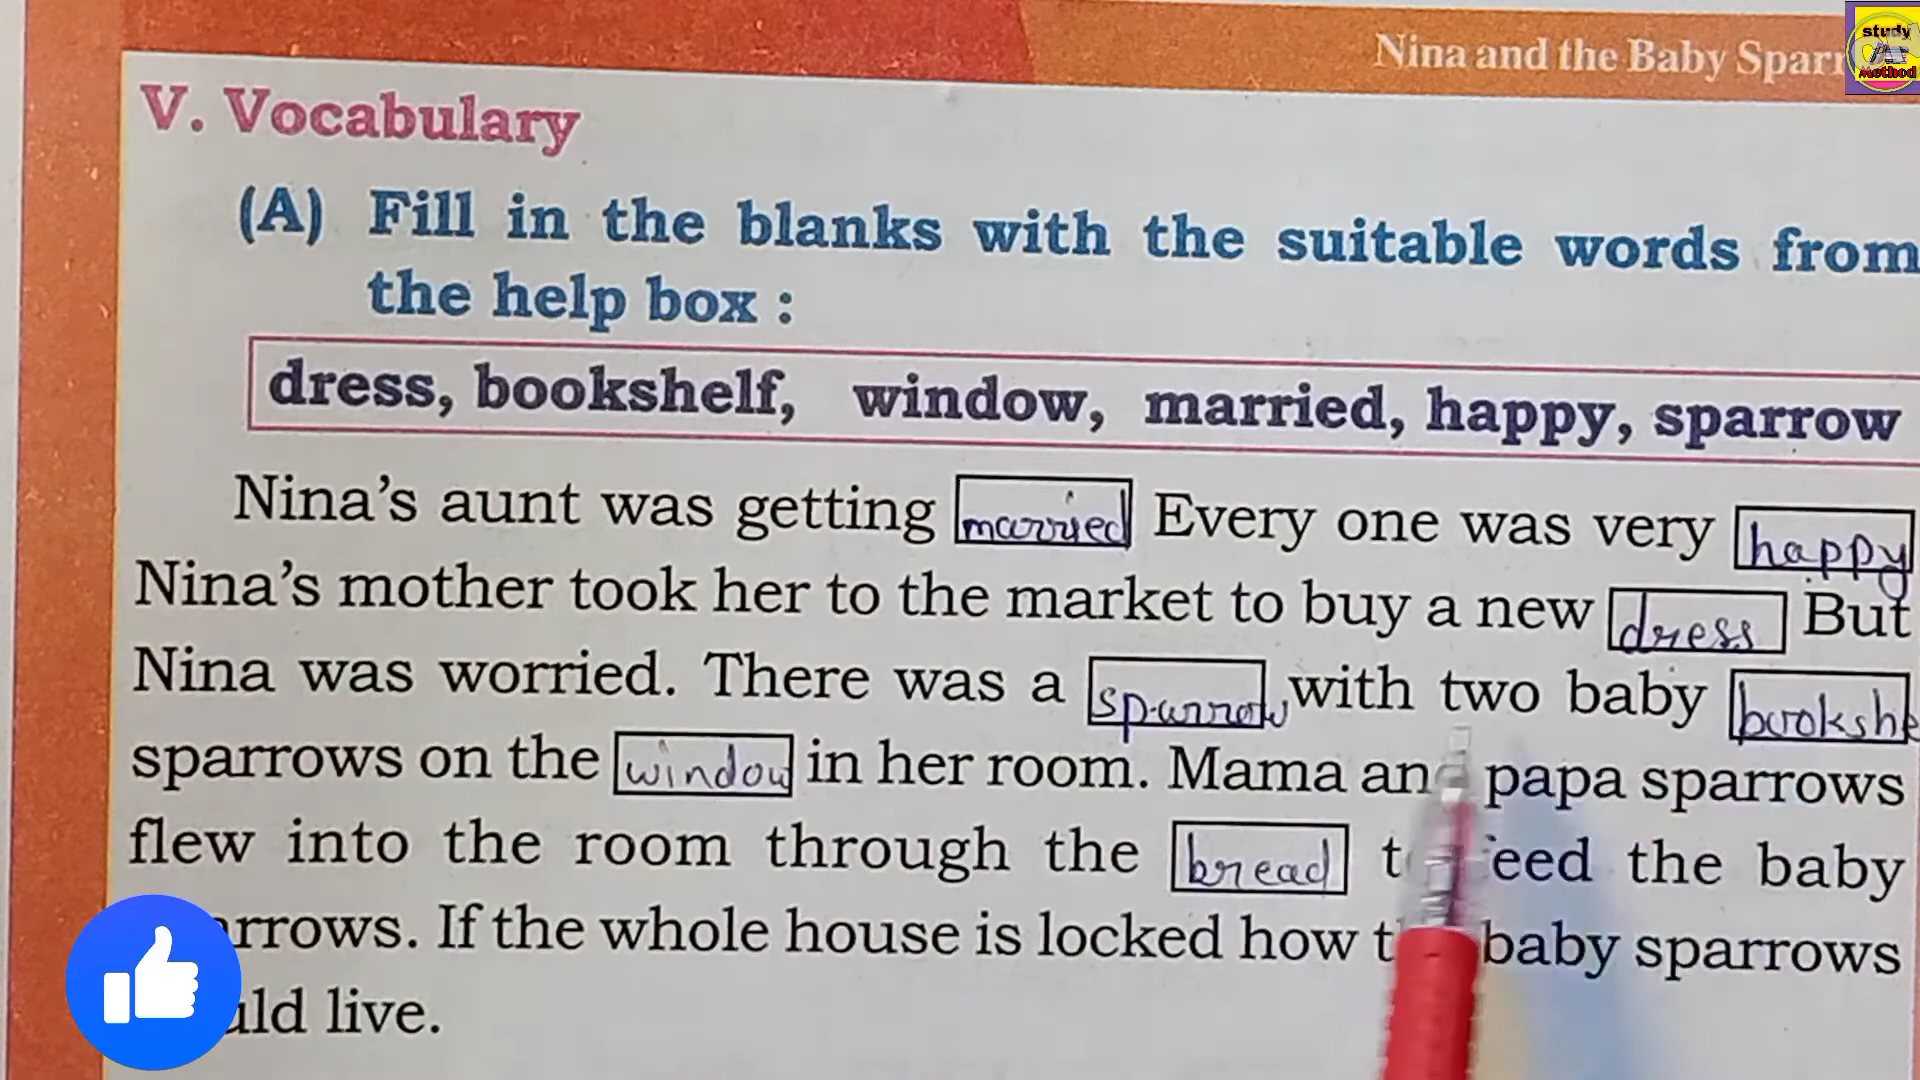 Nina and the Baby Sparr
study
Method
V. Vocabulary
(A) Fill in the blanks with the suitable words from
the help box :
dress, bookshelf, window, married, happy, sparrow
Nina's aunt was getting married Every one was very happy
Nina's mother took her to the market to buy a new dress But
Nina was worried. There was a sparrow with two baby bookshe
sparrows on the window in her room. Mama and papa sparrows
flew into the room through the bread feed the baby
rrows. If the whole house is locked how baby sparrows
uld live.